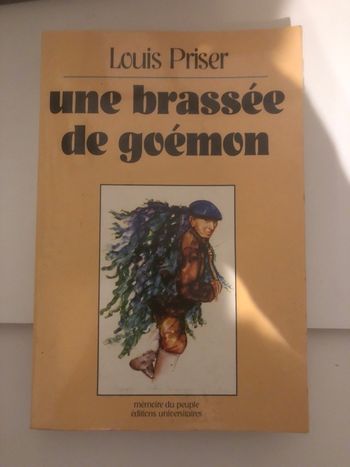 Louis Priser
une brassée
de goémon
mémoire du peuple
éditions universitaires